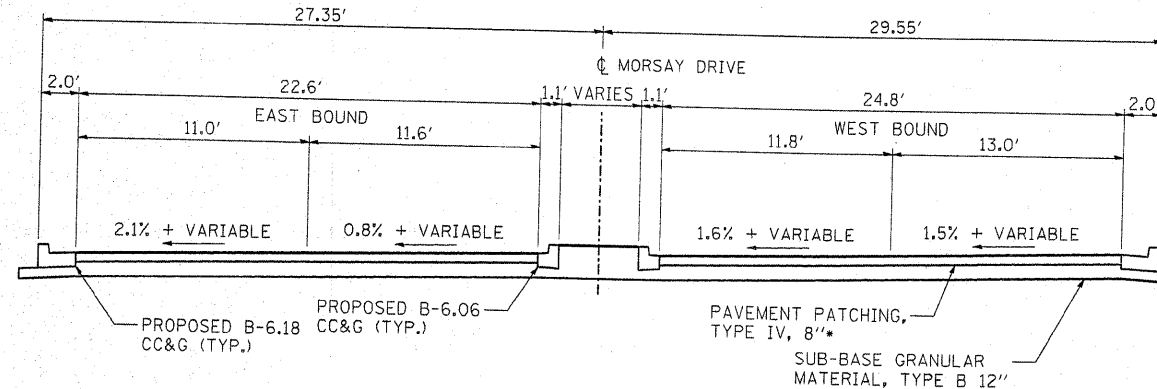 27.35'
29.55'
℄ MORSAY DRIVE
2.0'
22.6'
1.1' VARIES 1.1'
24.8'
2.0
EAST BOUND
WEST BOUND
11.0'
11.6'
11.8'
13.0'
2.1% + VARIABLE
0.8% + VARIABLE
1.6% + VARIABLE
1.5% + VARIABLE
PROPOSED B-6.18
CC&G (TYP.)
PROPOSED B-6.06
CC&G (TYP.)
PAVEMENT PATCHING,
TYPE IV, 8"*
SUB-BASE GRANULAR
MATERIAL, TYPE B 12"